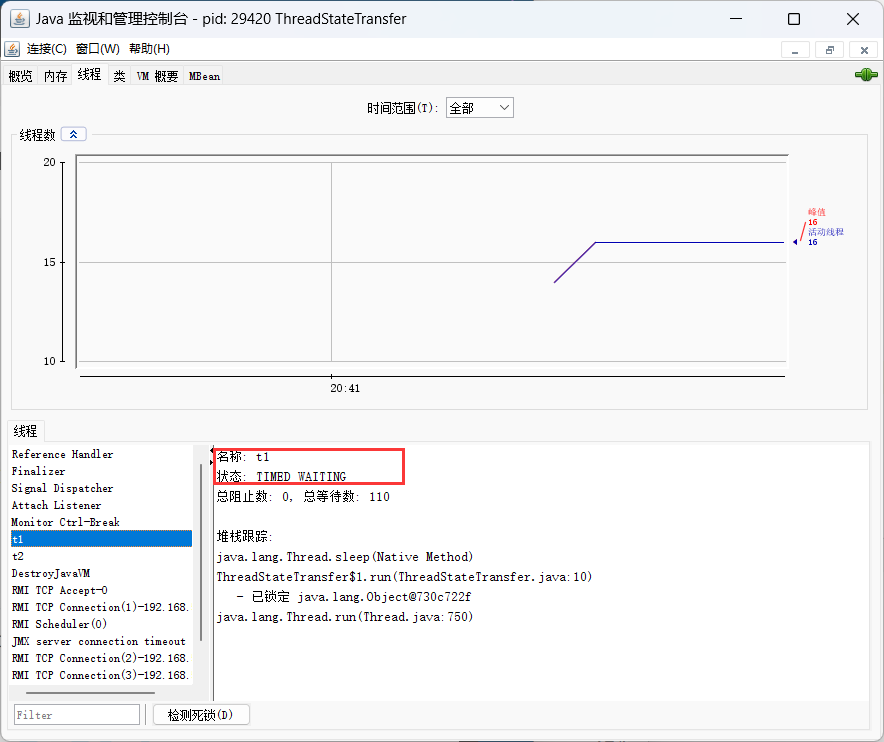 Java 监视和管理控制台 - pid: 29420 ThreadStateTransfer
连接(C) 窗口(W) 帮助(H)
概览 内存 线程 类 VM 概要 MBean
时间范围(T): 全部
线程数
20
15
10
20:41
峰值
16
活动线程
16
线程
Reference Handler
Finalizer
Signal Dispatcher
Attach Listener
Monitor Ctrl-Break
t1
t2
DestroyJavaVM
RMI TCP Accept-0
RMI TCP Connection(1)-192.168.
RMI Scheduler(0)
JMX server connection timeout
RMI TCP Connection(2)-192.168.
RMI TCP Connection(3)-192.168.
名称: t1
状态: TIMED_WAITING
总阻止数: 0, 总等待数: 110
堆栈跟踪:
java.lang.Thread.sleep(Native Method)
ThreadStateTransfer$1.run(ThreadStateTransfer.java:10)
- 已锁定 java.lang.Object@730c722f
java.lang.Thread.run(Thread.java:750)
Filter
检测死锁(D)